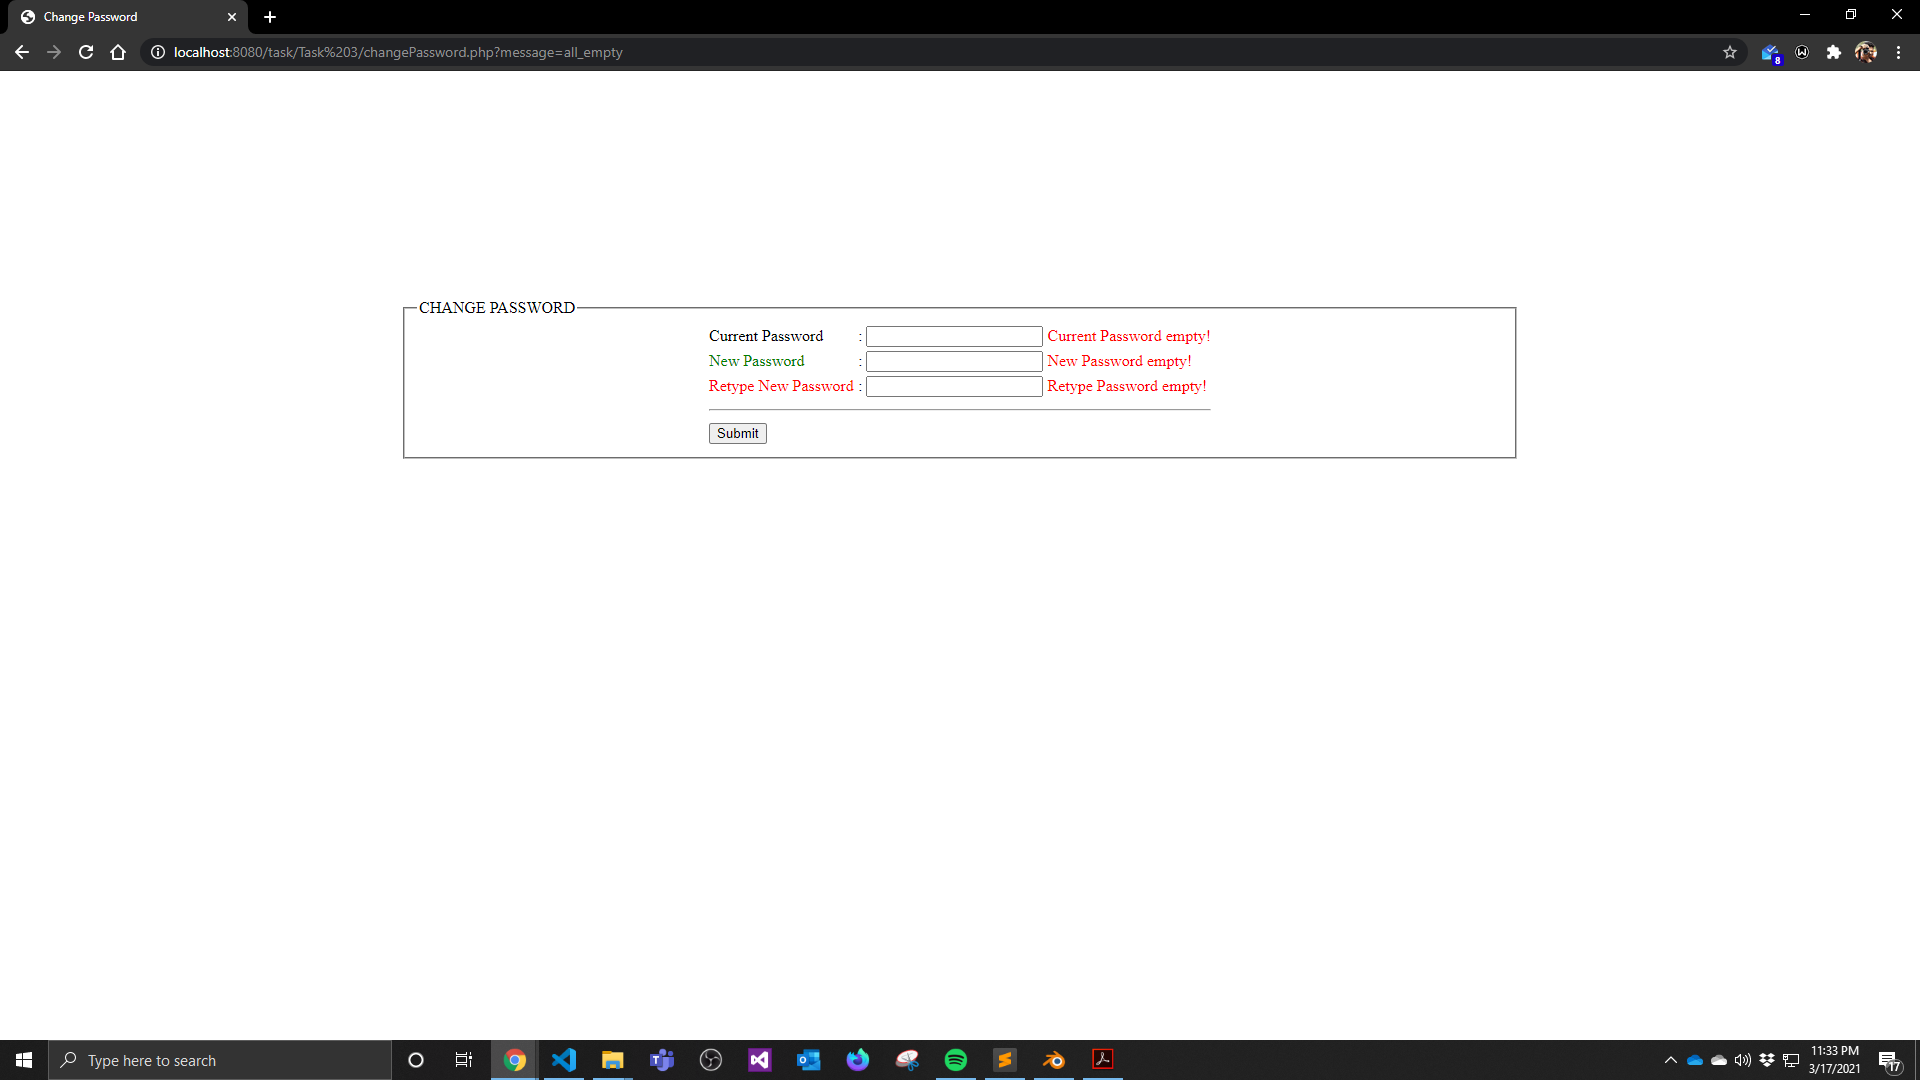 Change Password
localhost:8080/task/Task%203/changePassword.php?message=all_empty
8
CHANGE PASSWORD
Current Password : Current Password empty!
New Password : New Password empty!
Retype New Password : Retype Password empty!
Submit
Type here to search
11:33 PM
3/17/2021
17